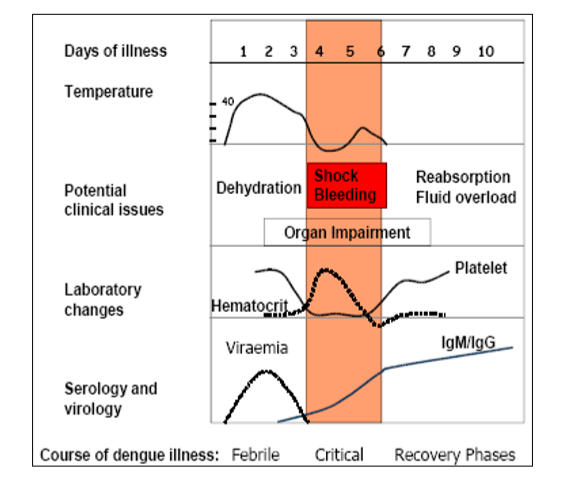 Days of illness 1 2 3 4 5 6 7 8 9 10
Temperature
40
Potential
clinical issues
Dehydration
Shock
Bleeding
Reabsorption
Fluid overload
Organ Impairment
Laboratory
changes
Hematocrit
Platelet
Viraemia
IgM/IgG
Serology and
virology
Course of dengue illness: Febrile Critical Recovery Phases